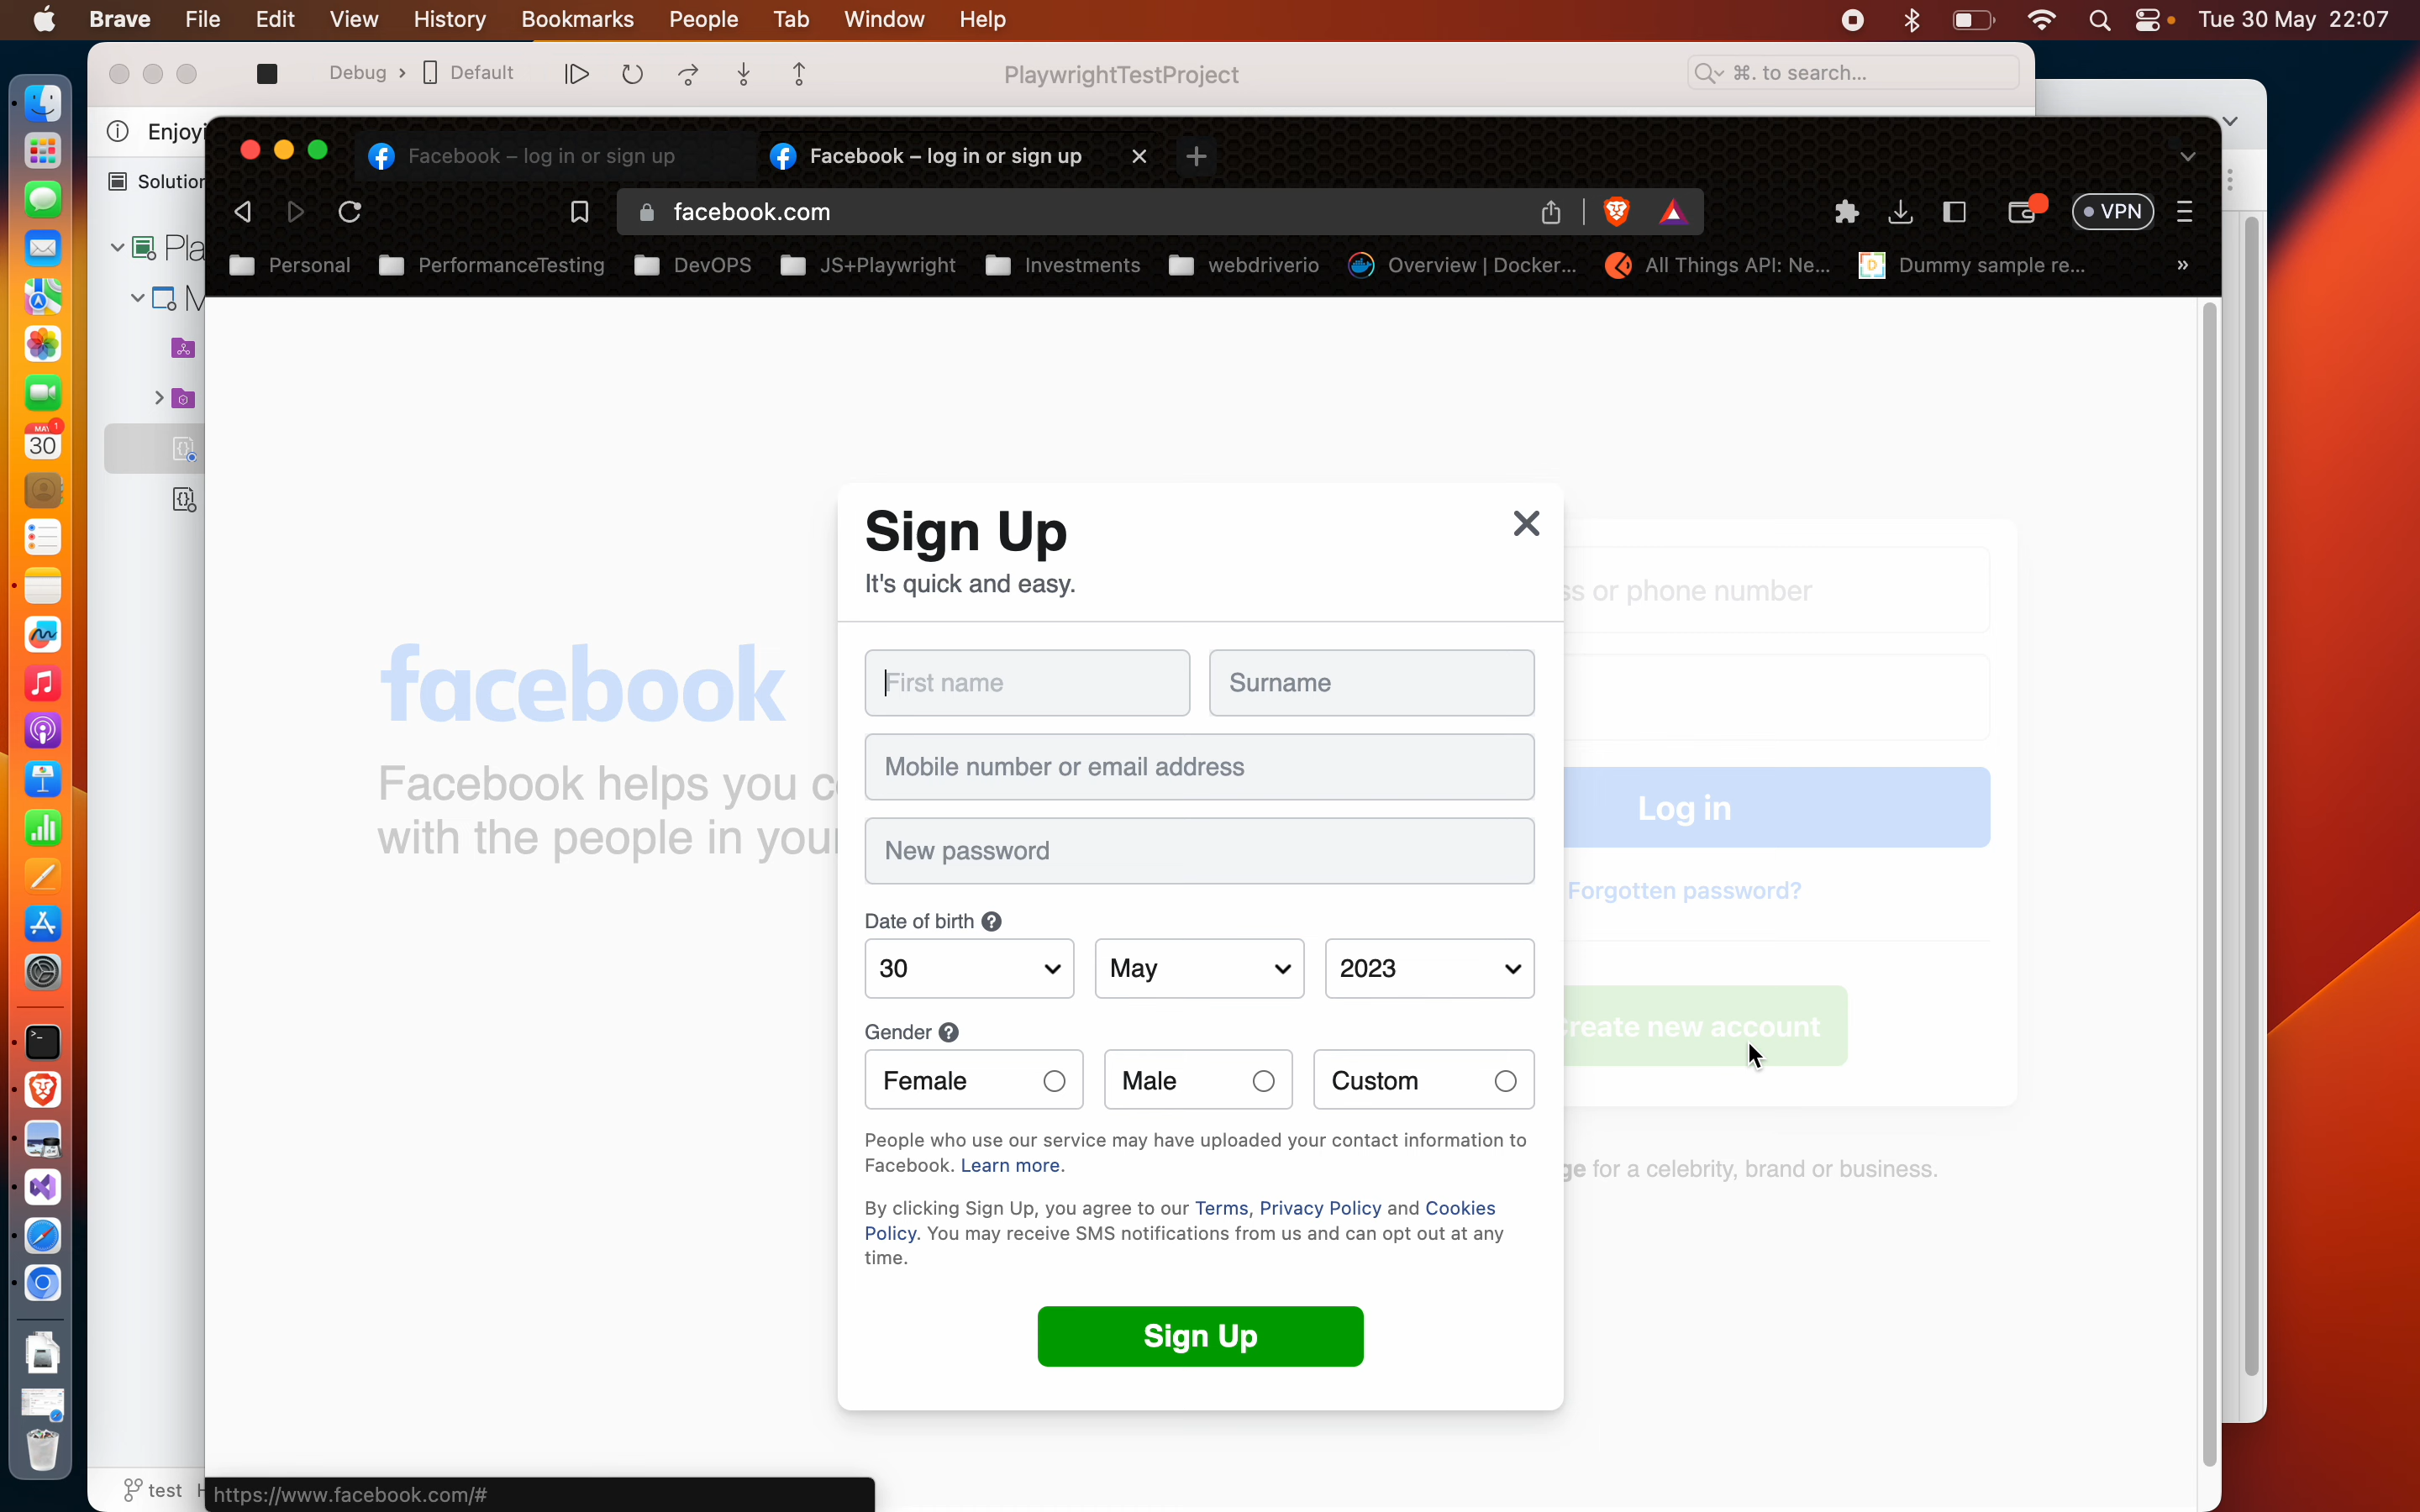 Brave File Edit View History Bookmarks People Tab Window Help Tue 30 May 22:07
Debug › Default PlaywrightTestProject ⌘. to search...
Facebook – log in or sign up Facebook – log in or sign up
facebook.com VPN
Personal PerformanceTesting DevOPS JS+Playwright Investments webdriverio Overview | Docker... All Things API: Ne... Dummy sample re... »
MAY 1
30
Sign Up
It's quick and easy.
First name Surname
Mobile number or email address
New password
Date of birth
30 May 2023
Gender
Female Male Custom
People who use our service may have uploaded your contact information to
Facebook. Learn more.
By clicking Sign Up, you agree to our Terms, Privacy Policy and Cookies
Policy. You may receive SMS notifications from us and can opt out at any
time.
Sign Up
facebook
Facebook helps you
with the people in
or phone number
Log in
Forgotten password?
new account
for a celebrity, brand or business.
test
https://www.facebook.com/#